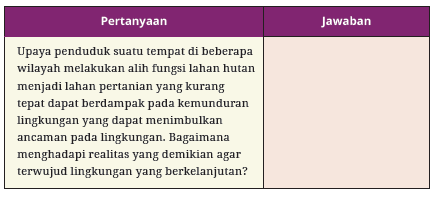 Pertanyaan
Jawaban
Upaya penduduk suatu tempat di beberapa
wilayah melakukan alih fungsi lahan hutan
menjadi lahan pertanian yang kurang
tepat dapat berdampak pada kemunduran
lingkungan yang dapat menimbulkan
ancaman pada lingkungan. Bagaimana
menghadapi realitas yang demikian agar
terwujud lingkungan yang berkelanjutan?